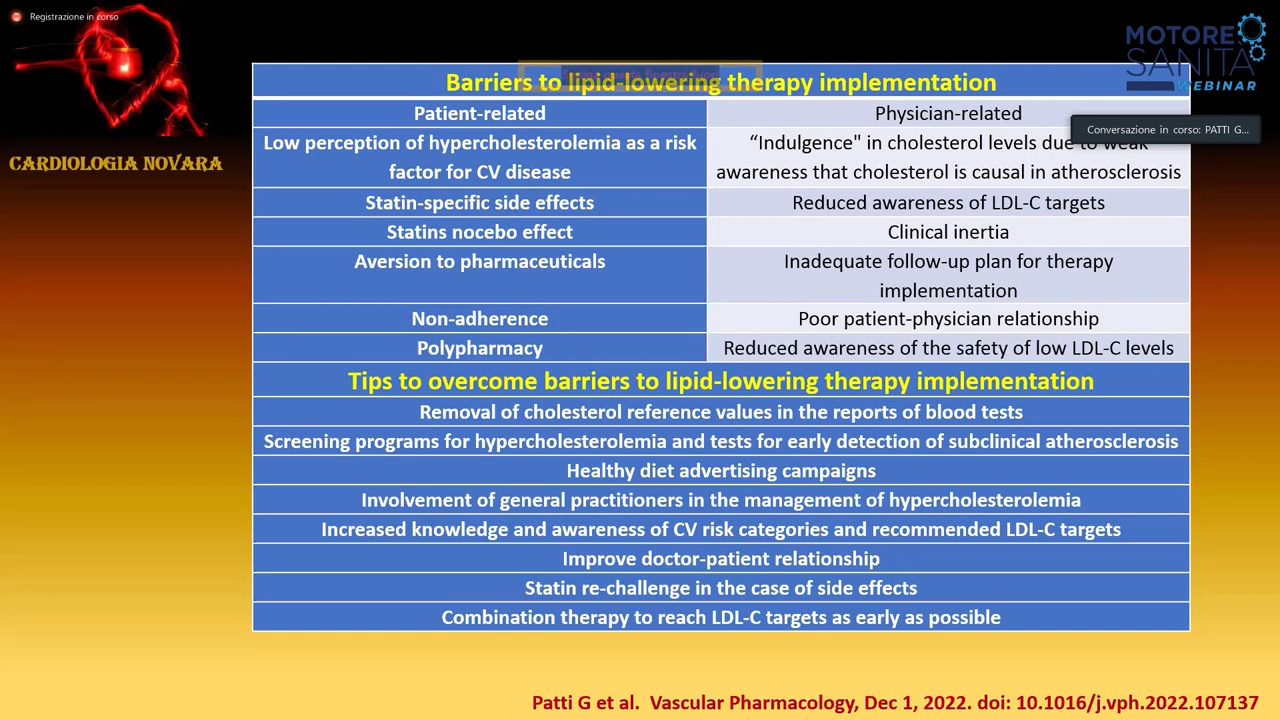 Registrazione in corso
MOTORE
SANITÀ
WEBINAR
CARDIOLOGIA NOVARA
Conversazione in corso: PATTI G...
Barriers to lipid-lowering therapy implementation
Patient-related
Physician-related
Low perception of hypercholesterolemia as a risk
factor for CV disease
“Indulgence" in cholesterol levels due to weak
awareness that cholesterol is causal in atherosclerosis
Statin-specific side effects
Reduced awareness of LDL-C targets
Statins nocebo effect
Clinical inertia
Aversion to pharmaceuticals
Inadequate follow-up plan for therapy
implementation
Non-adherence
Poor patient-physician relationship
Polypharmacy
Reduced awareness of the safety of low LDL-C levels
Tips to overcome barriers to lipid-lowering therapy implementation
Removal of cholesterol reference values in the reports of blood tests
Screening programs for hypercholesterolemia and tests for early detection of subclinical atherosclerosis
Healthy diet advertising campaigns
Involvement of general practitioners in the management of hypercholesterolemia
Increased knowledge and awareness of CV risk categories and recommended LDL-C targets
Improve doctor-patient relationship
Statin re-challenge in the case of side effects
Combination therapy to reach LDL-C targets as early as possible
Patti G et al. Vascular Pharmacology, Dec 1, 2022. doi: 10.1016/j.vph.2022.107137